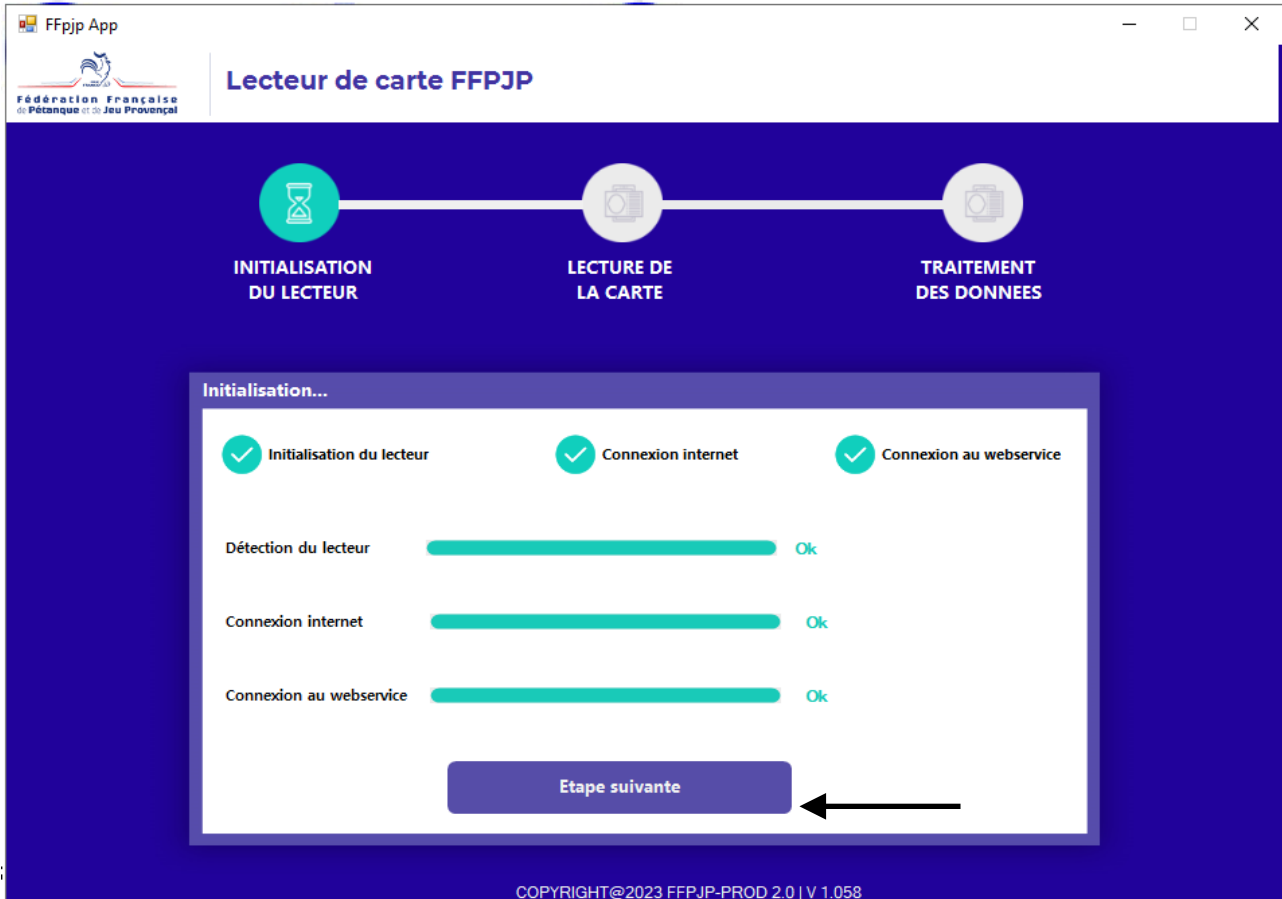 FFpjp App
Lecteur de carte FFPJP
Fédération Française
de Pétanque et de Jeu Provençal
INITIALISATION
DU LECTEUR
LECTURE DE
LA CARTE
TRAITEMENT
DES DONNEES
Initialisation...
Initialisation du lecteur
Connexion internet
Connexion au webservice
Détection du lecteur
Ok
Connexion internet
Ok
Connexion au webservice
Ok
Etape suivante
COPYRIGHT@2023 FFPJP-PROD 2.0 | V 1.058